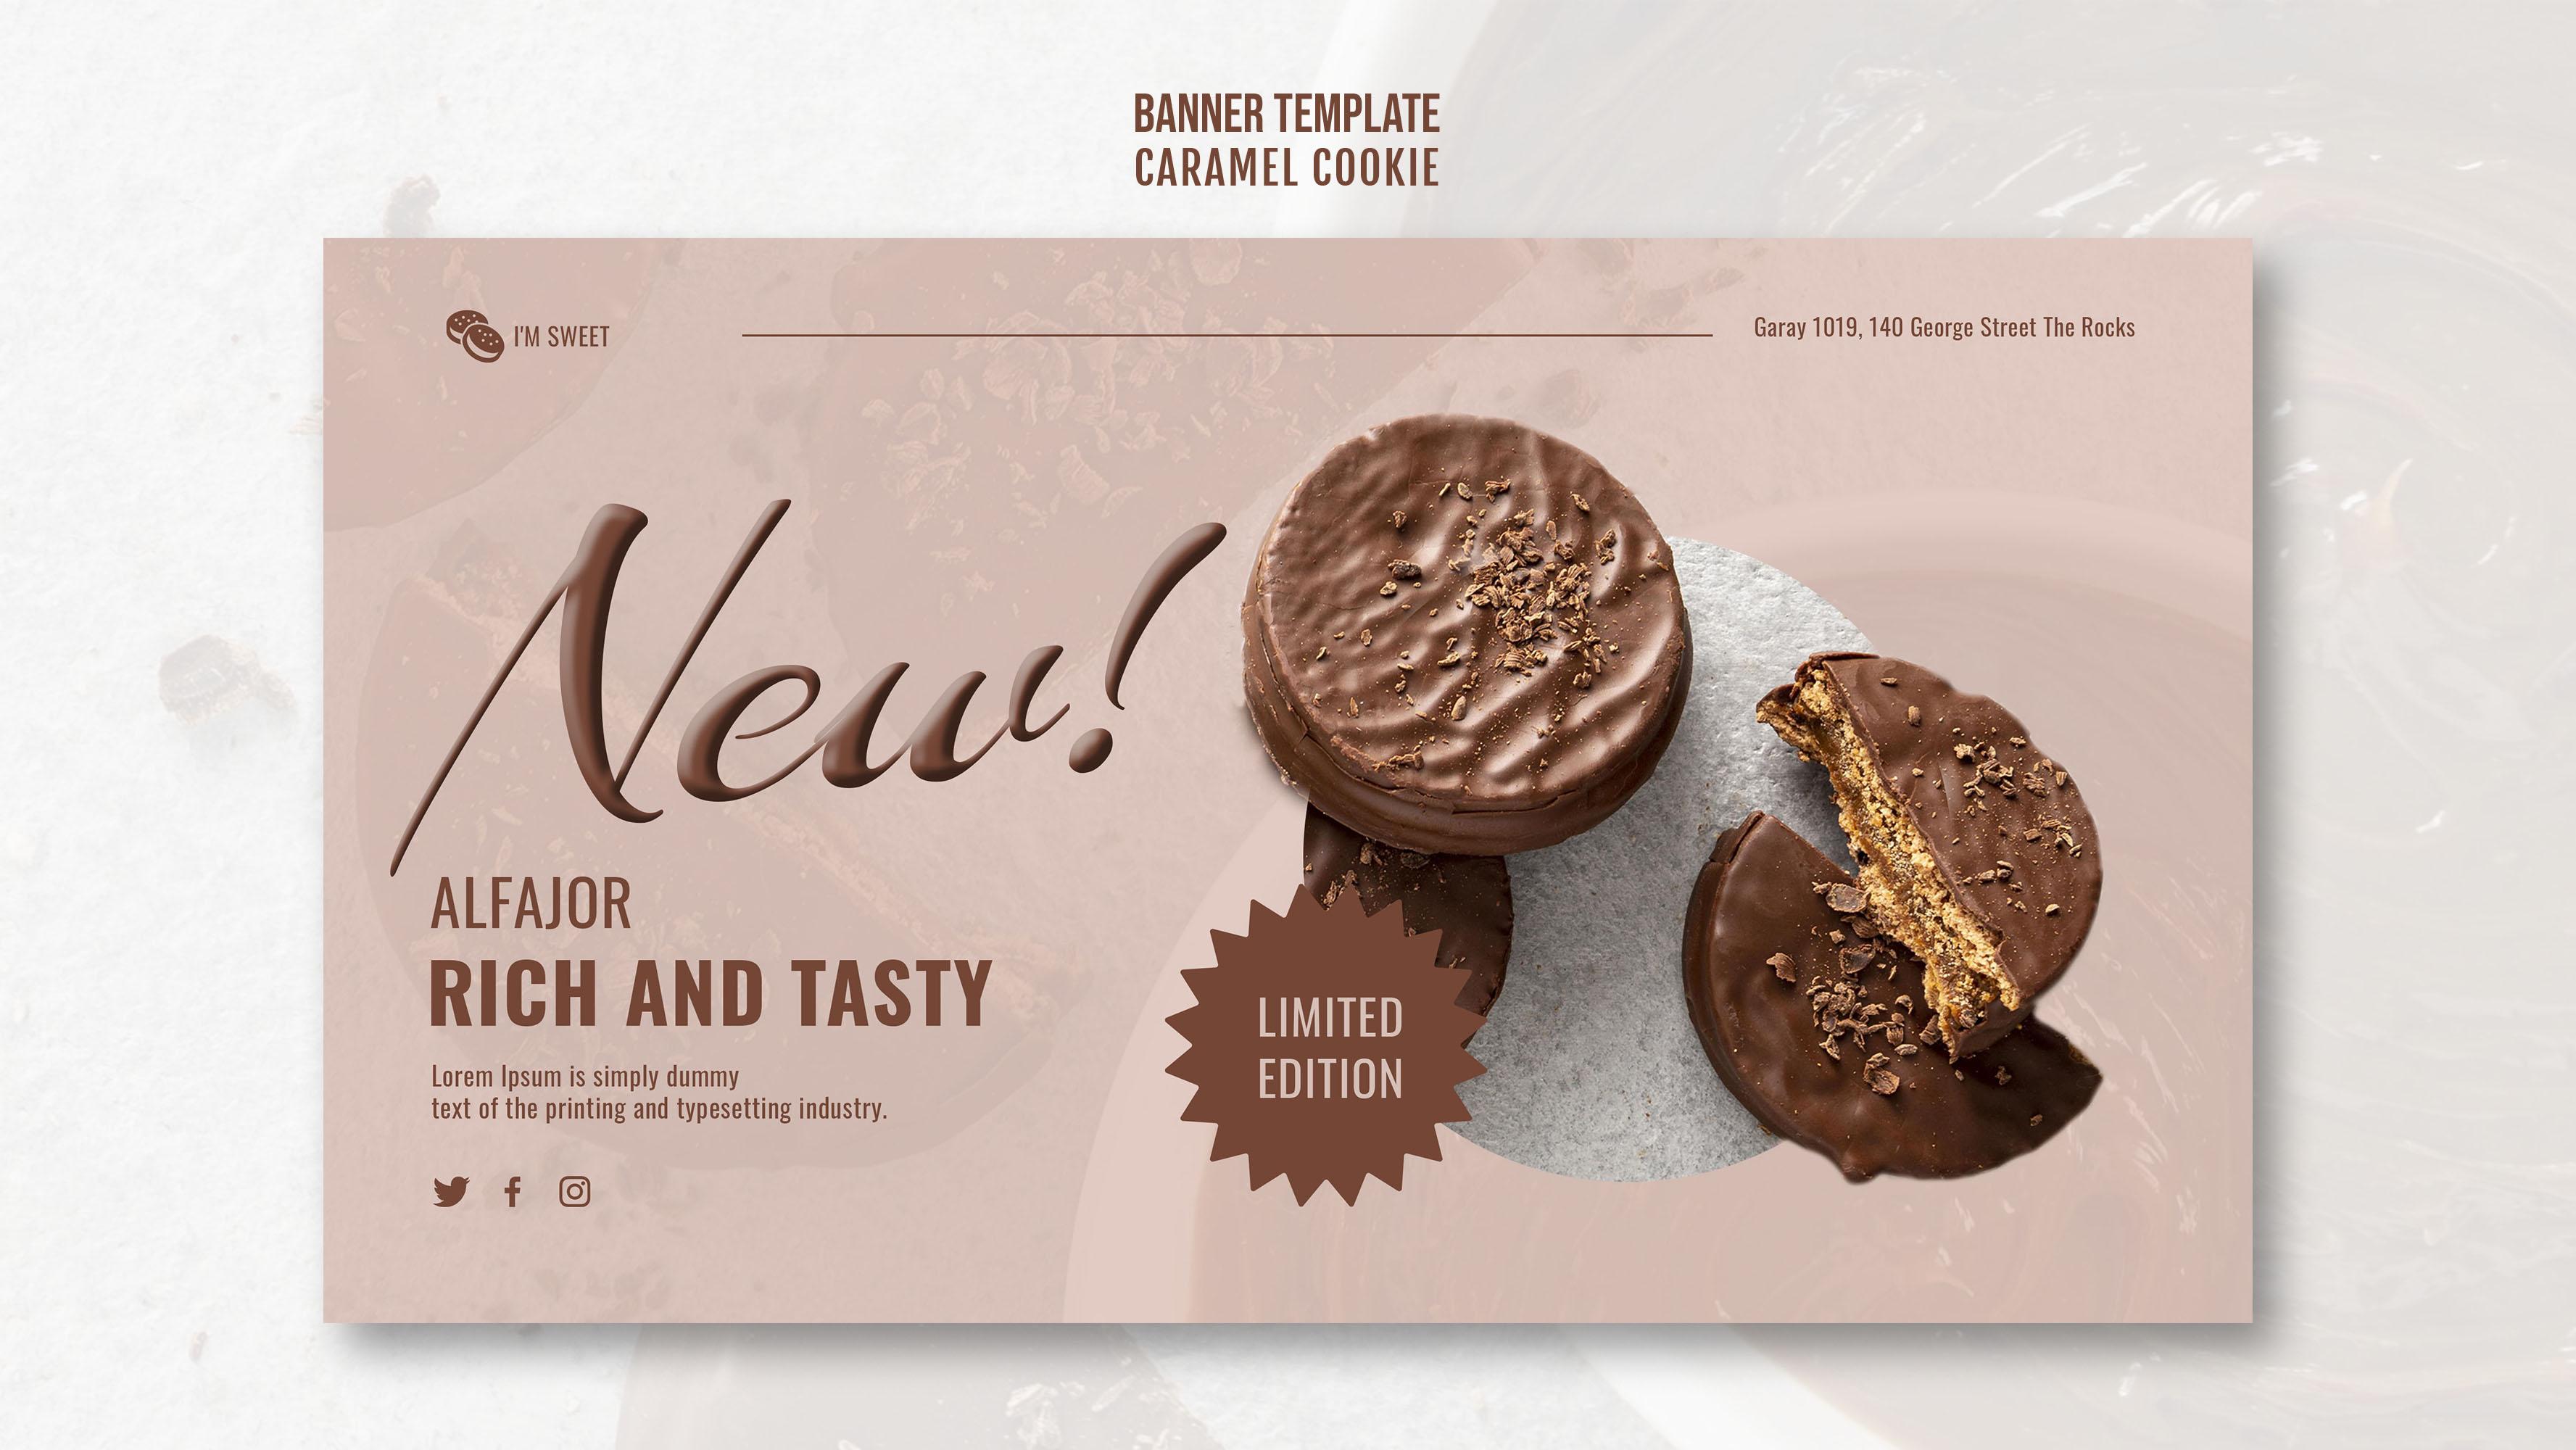 BANNER TEMPLATE
CARAMEL COOKIE
I'M SWEET
Garay 1019, 140 George Street The Rocks
New!
ALFAJOR
RICH AND TASTY
Lorem Ipsum is simply dummy
text of the printing and typesetting industry.
LIMITED
EDITION